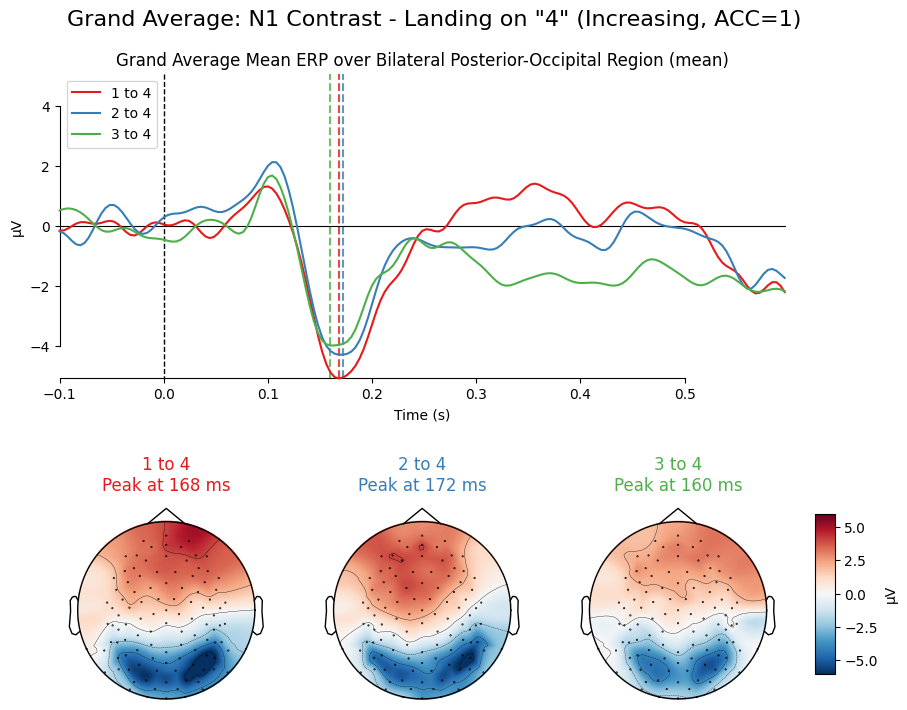 Grand Average: N1 Contrast - Landing on "4" (Increasing, ACC=1)
Grand Average Mean ERP over Bilateral Posterior-Occipital Region (mean)
1 to 4
2 to 4
3 to 4
4
2
0
−2
−4
µV
−0.1
0.0
0.1
0.2
0.3
0.4
0.5
Time (s)
1 to 4
Peak at 168 ms
2 to 4
Peak at 172 ms
3 to 4
Peak at 160 ms
5.0
2.5
0.0
−2.5
−5.0
µV